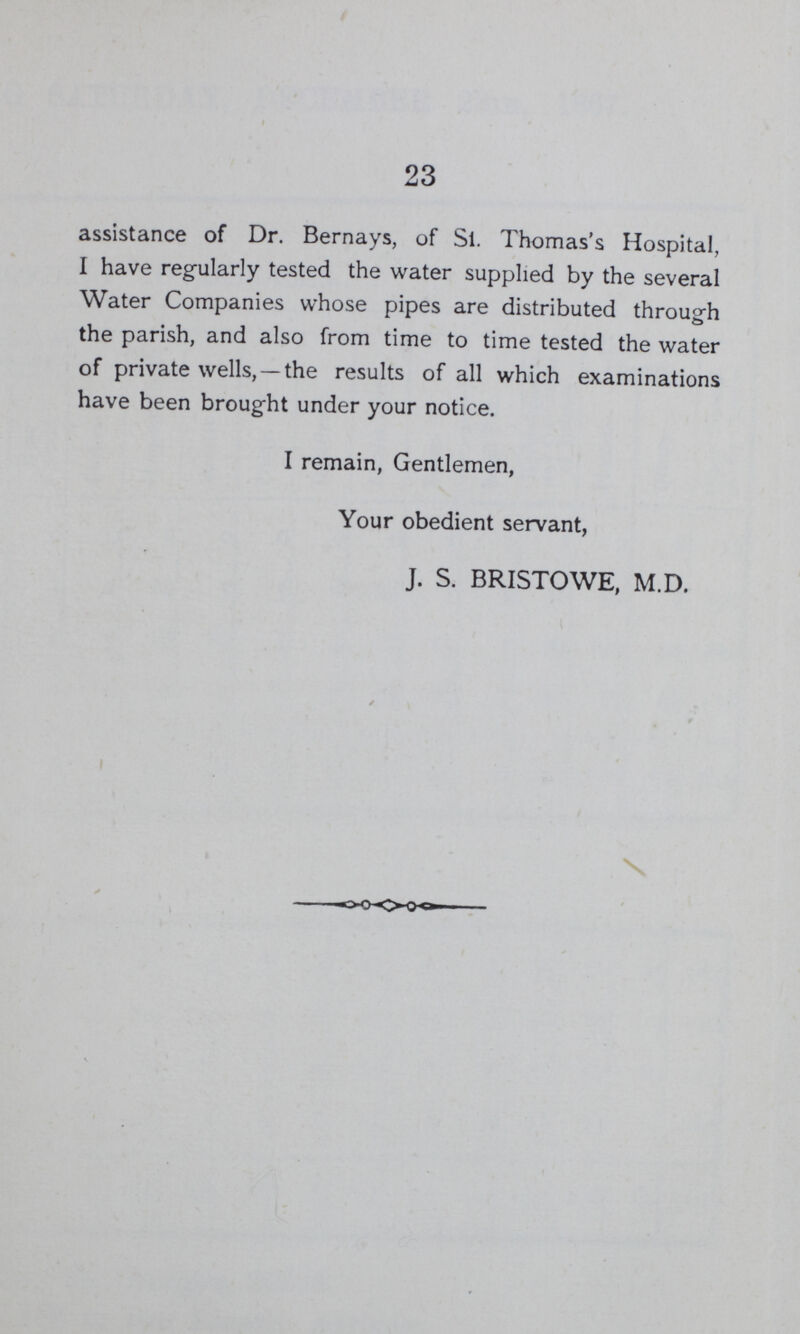 23
assistance of Dr. Bernays, of St. Thomas's Hospital,
I have regularly tested the water supplied by the several
Water Companies whose pipes are distributed through
the parish, and also from time to time tested the water
of private wells,—the results of all which examinations
have been brought under your notice.
I remain, Gentlemen,
Your obedient servant,
J. S. BRISTOWE, M.D.